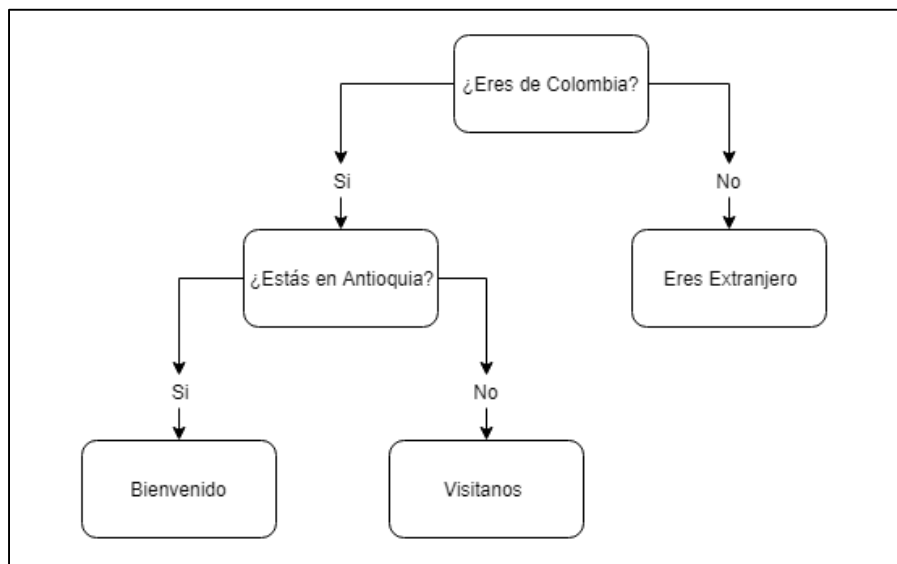 ¿Eres de Colombia?
Si
No
¿Estás en Antioquia?
Eres Extranjero
Si
No
Bienvenido
Visitanos